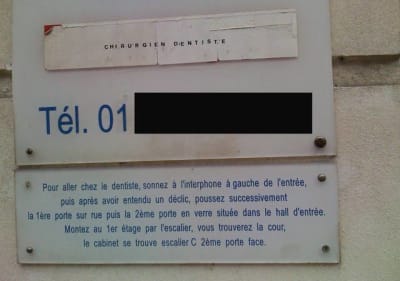 CHIRURGIEN DENTISTE
Tél. 01
Pour aller chez le dentiste, sonnez à l'interphone à gauche de l'entrée,
puis après avoir entendu un déclic, poussez successivement
la 1ère porte sur rue puis la 2ème porte en verre située dans le hall d'entrée.
Montez au 1er étage par l'escalier, vous trouverez la cour,
le cabinet se trouve escalier C 2ème porte face.